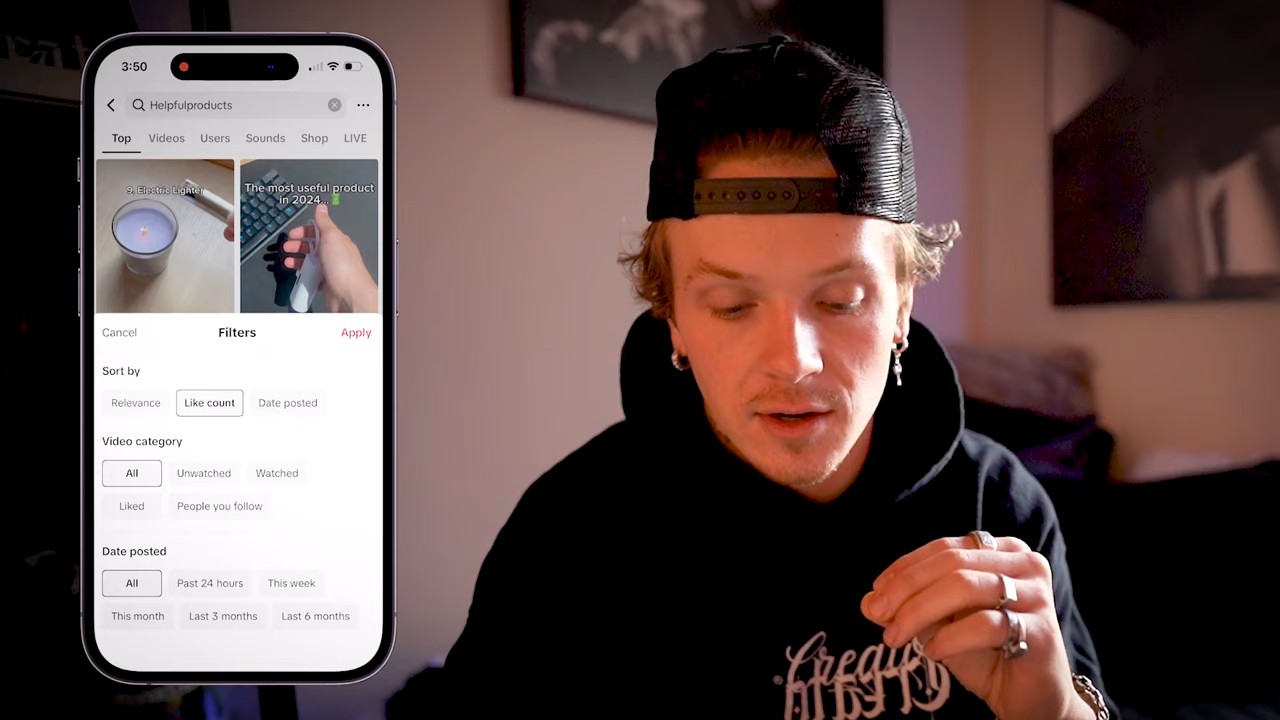 3:50
Helpfulproducts
Top Videos Users Sounds Shop LIVE
9. Electric Lighter
The most useful product
in 2024...
Cancel Filters Apply
Sort by
Relevance Like count Date posted
Video category
All Unwatched Watched
Liked People you follow
Date posted
All Past 24 hours This week
This month Last 3 months Last 6 months